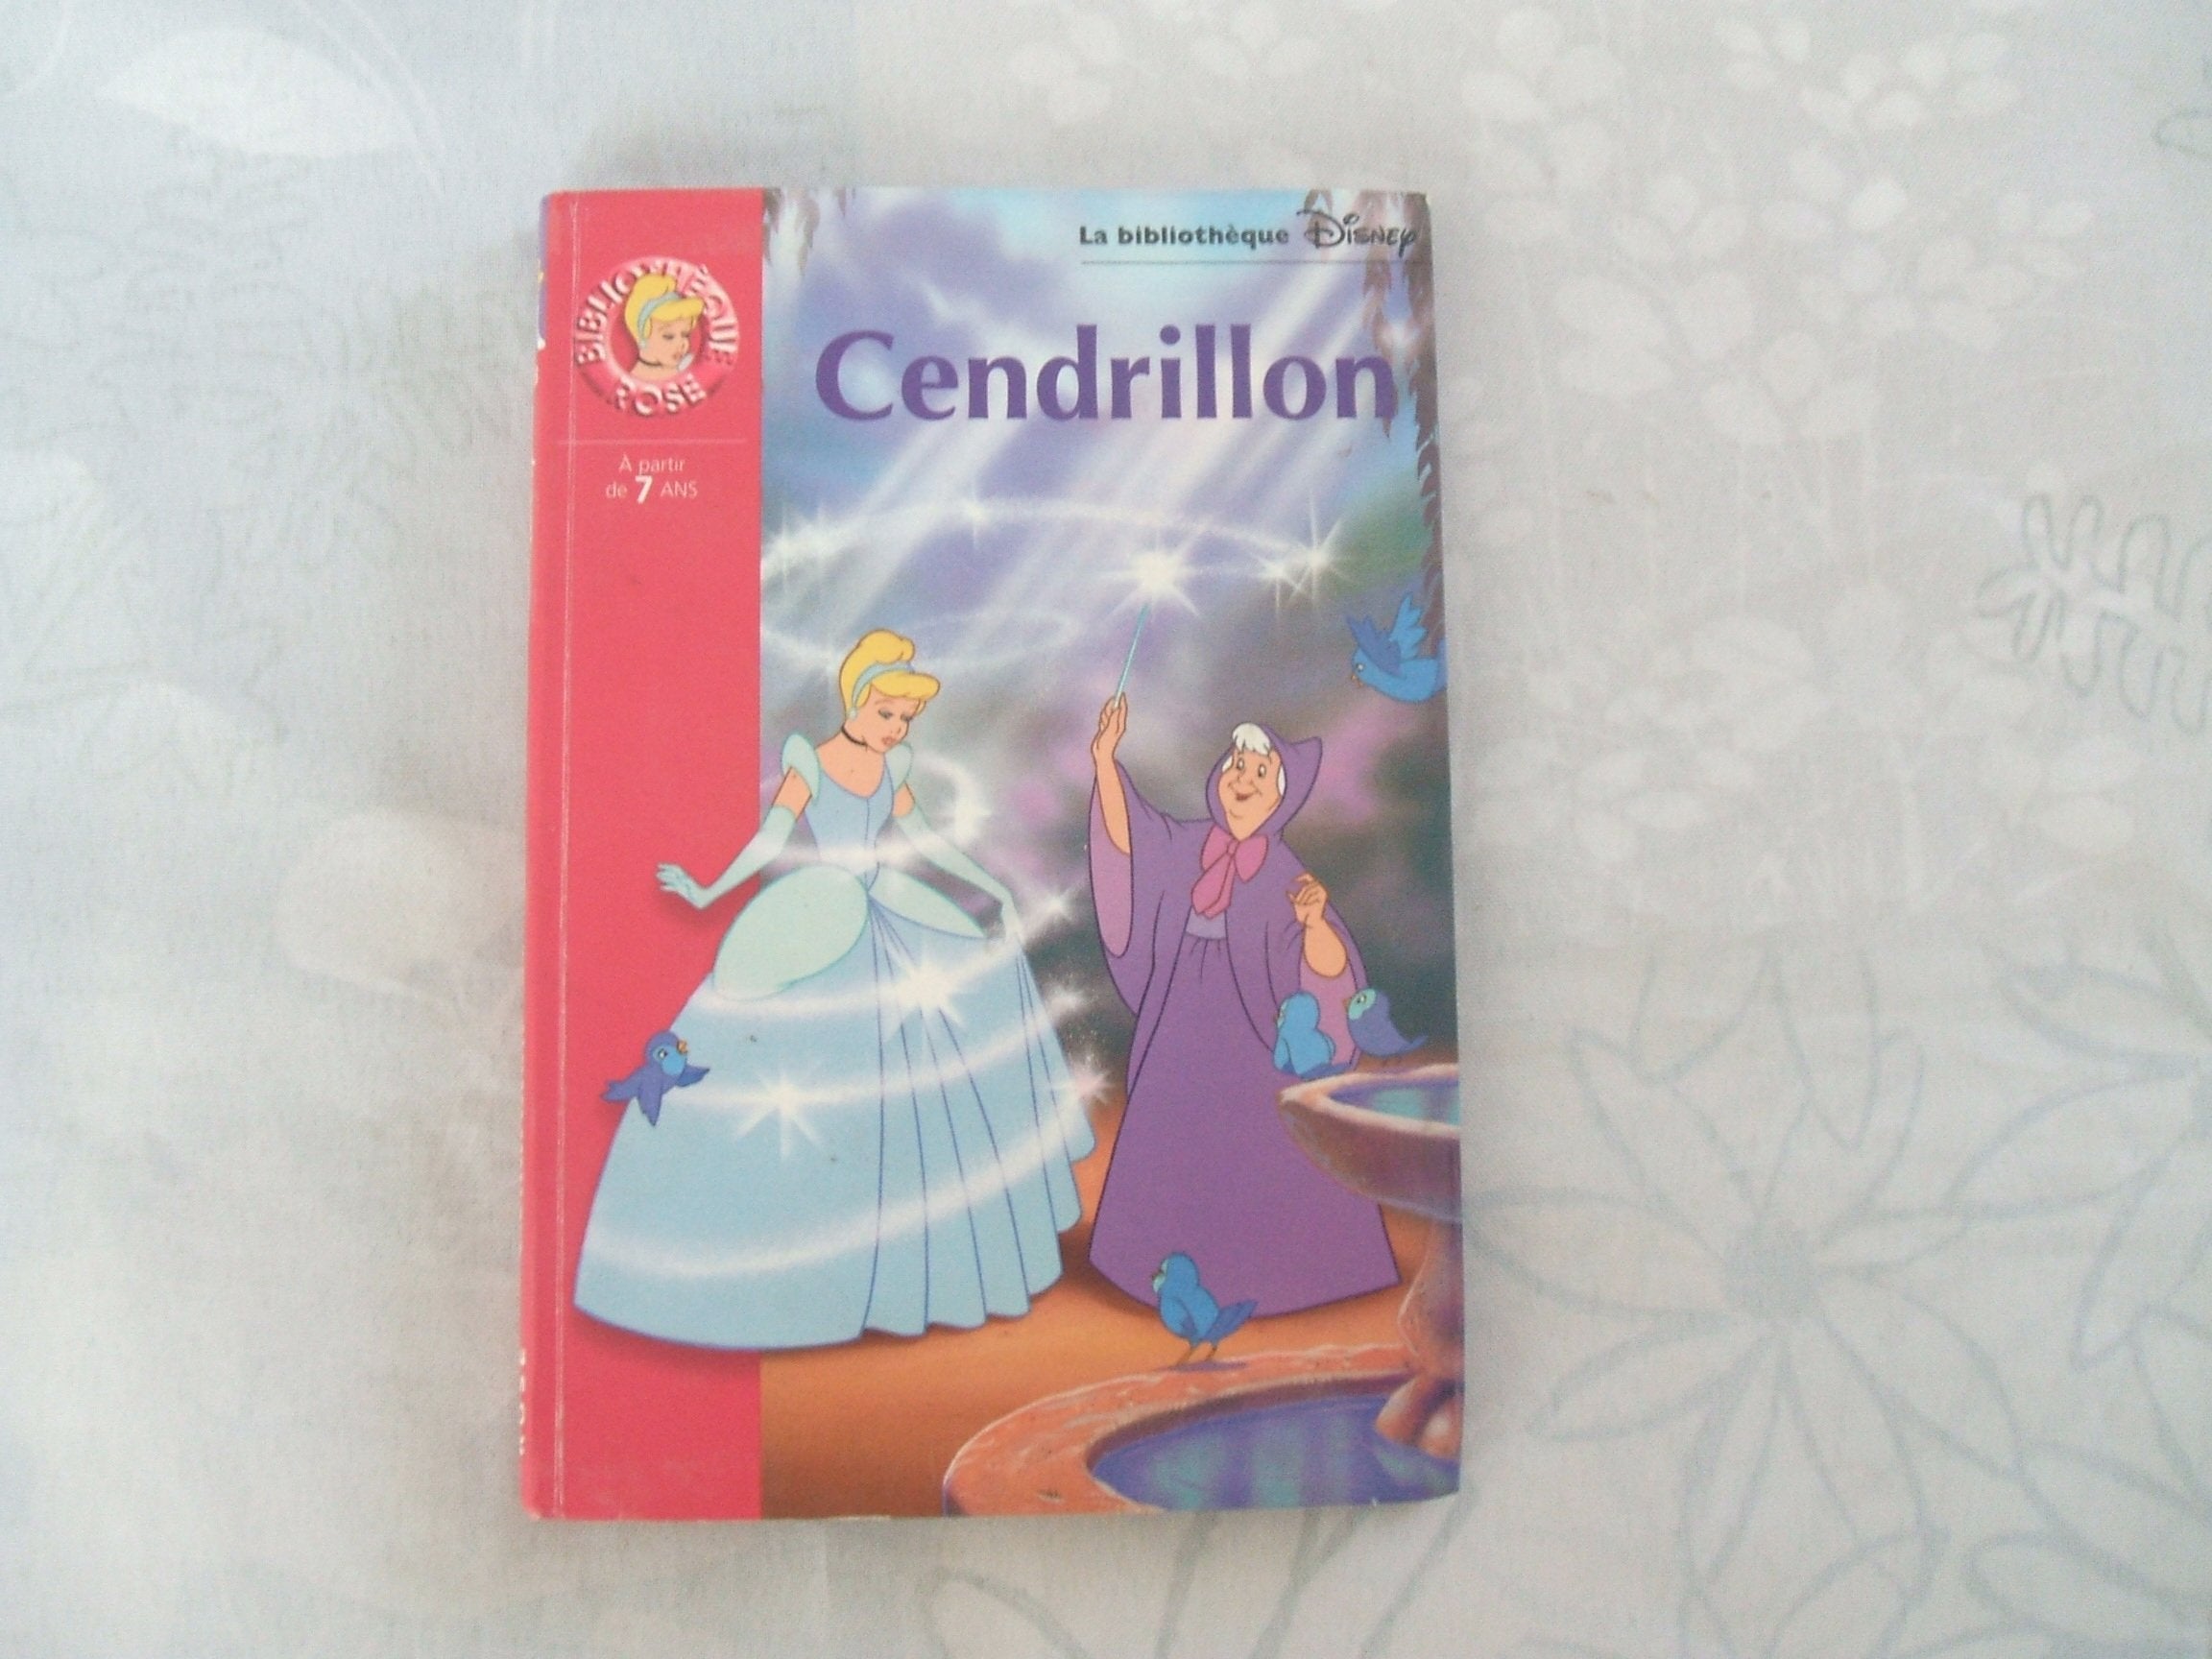 La bibliothèque Disney
BIBLIOTHÈQUE
ROSE
Cendrillon
À partir
de 7 ANS